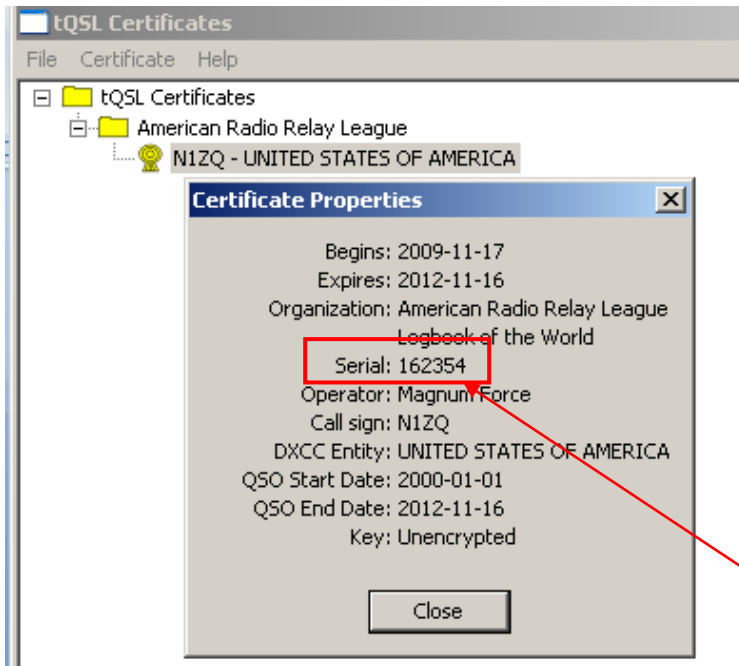 tQSL Certificates
File Certificate Help
tQSL Certificates
American Radio Relay League
N1ZQ - UNITED STATES OF AMERICA
Certificate Properties
Begins: 2009-11-17
Expires: 2012-11-16
Organization: American Radio Relay League
Logbook of the World
Serial: 162354
Operator: Magnum Force
Call sign: N1ZQ
DXCC Entity: UNITED STATES OF AMERICA
QSO Start Date: 2000-01-01
QSO End Date: 2012-11-16
Key: Unencrypted
Close